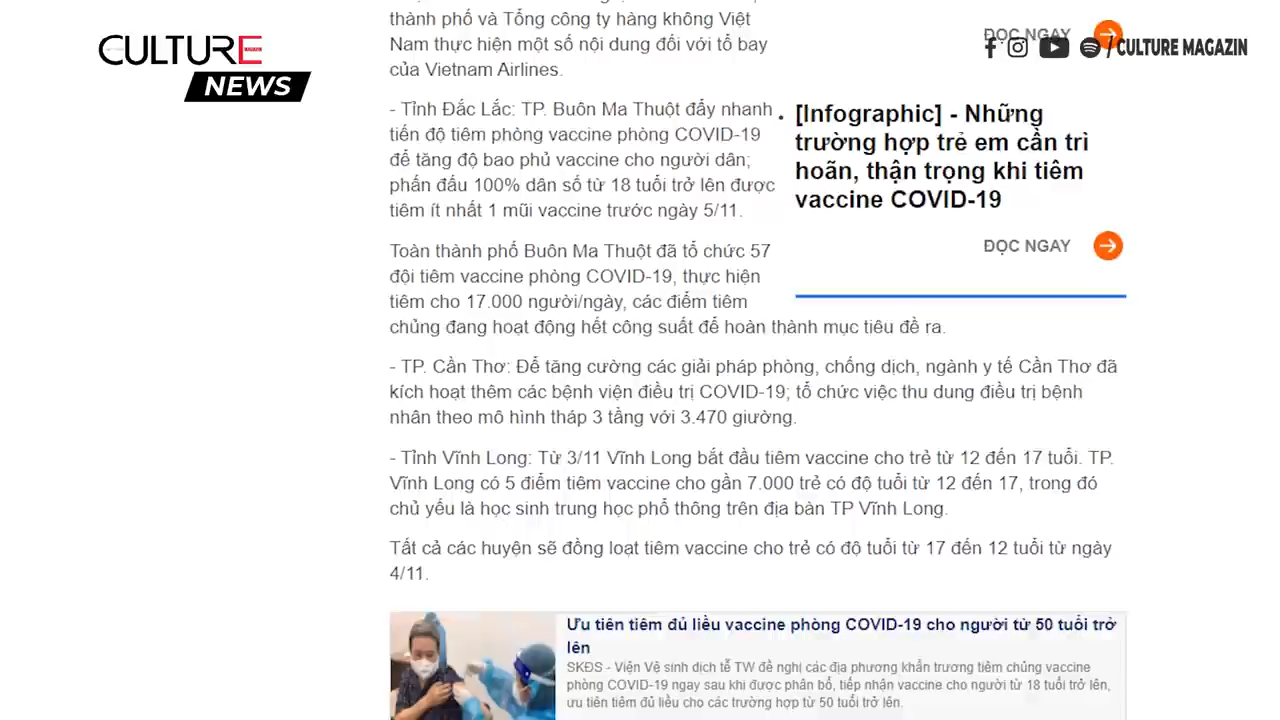 CULTURE
NEWS
ĐỌC NGAY
/ CULTURE MAGAZIN
thành phố và Tổng công ty hàng không Việt
Nam thực hiện một số nội dung đối với tổ bay
của Vietnam Airlines.
- Tỉnh Đắc Lắc: TP. Buôn Ma Thuột đẩy nhanh
tiến độ tiêm phòng vaccine phòng COVID-19
để tăng độ bao phủ vaccine cho người dân;
phấn đấu 100% dân số từ 18 tuổi trở lên được
tiêm ít nhất 1 mũi vaccine trước ngày 5/11.
[Infographic] - Những
trường hợp trẻ em cần trì
hoãn, thận trọng khi tiêm
vaccine COVID-19
ĐỌC NGAY
Toàn thành phố Buôn Ma Thuột đã tổ chức 57
đội tiêm vaccine phòng COVID-19, thực hiện
tiêm cho 17.000 người/ngày, các điểm tiêm
chủng đang hoạt động hết công suất để hoàn thành mục tiêu đề ra.
- TP. Cần Thơ: Để tăng cường các giải pháp phòng, chống dịch, ngành y tế Cần Thơ đã
kích hoạt thêm các bệnh viện điều trị COVID-19; tổ chức việc thu dung điều trị bệnh
nhân theo mô hình tháp 3 tầng với 3.470 giường.
- Tỉnh Vĩnh Long: Từ 3/11 Vĩnh Long bắt đầu tiêm vaccine cho trẻ từ 12 đến 17 tuổi. TP.
Vĩnh Long có 5 điểm tiêm vaccine cho gần 7.000 trẻ có độ tuổi từ 12 đến 17, trong đó
chủ yếu là học sinh trung học phổ thông trên địa bàn TP Vĩnh Long.
Tất cả các huyện sẽ đồng loạt tiêm vaccine cho trẻ có độ tuổi từ 17 đến 12 tuổi từ ngày
4/11.
Ưu tiên tiêm đủ liều vaccine phòng COVID-19 cho người từ 50 tuổi trở
lên
SKĐS - Viện Vệ sinh dịch tễ TW đề nghị các địa phương khẩn trương tiêm chủng vaccine
phòng COVID-19 ngay sau khi được phân bổ, tiếp nhận vaccine cho người từ 18 tuổi trở lên,
ưu tiên tiêm đủ liều cho các trường hợp từ 50 tuổi trở lên.